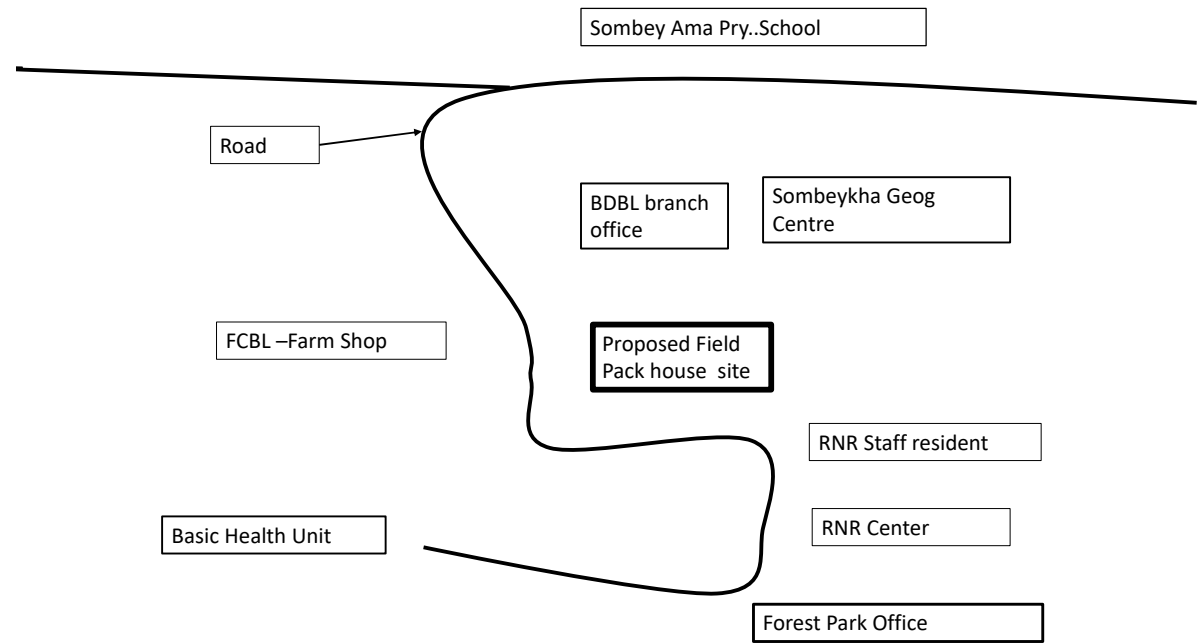 Sombey Ama Pry..School
Road
BDBL branch
office
Sombeykha Geog
Centre
FCBL –Farm Shop
Proposed Field
Pack house  site
RNR Staff resident
Basic Health Unit
RNR Center
Forest Park Office